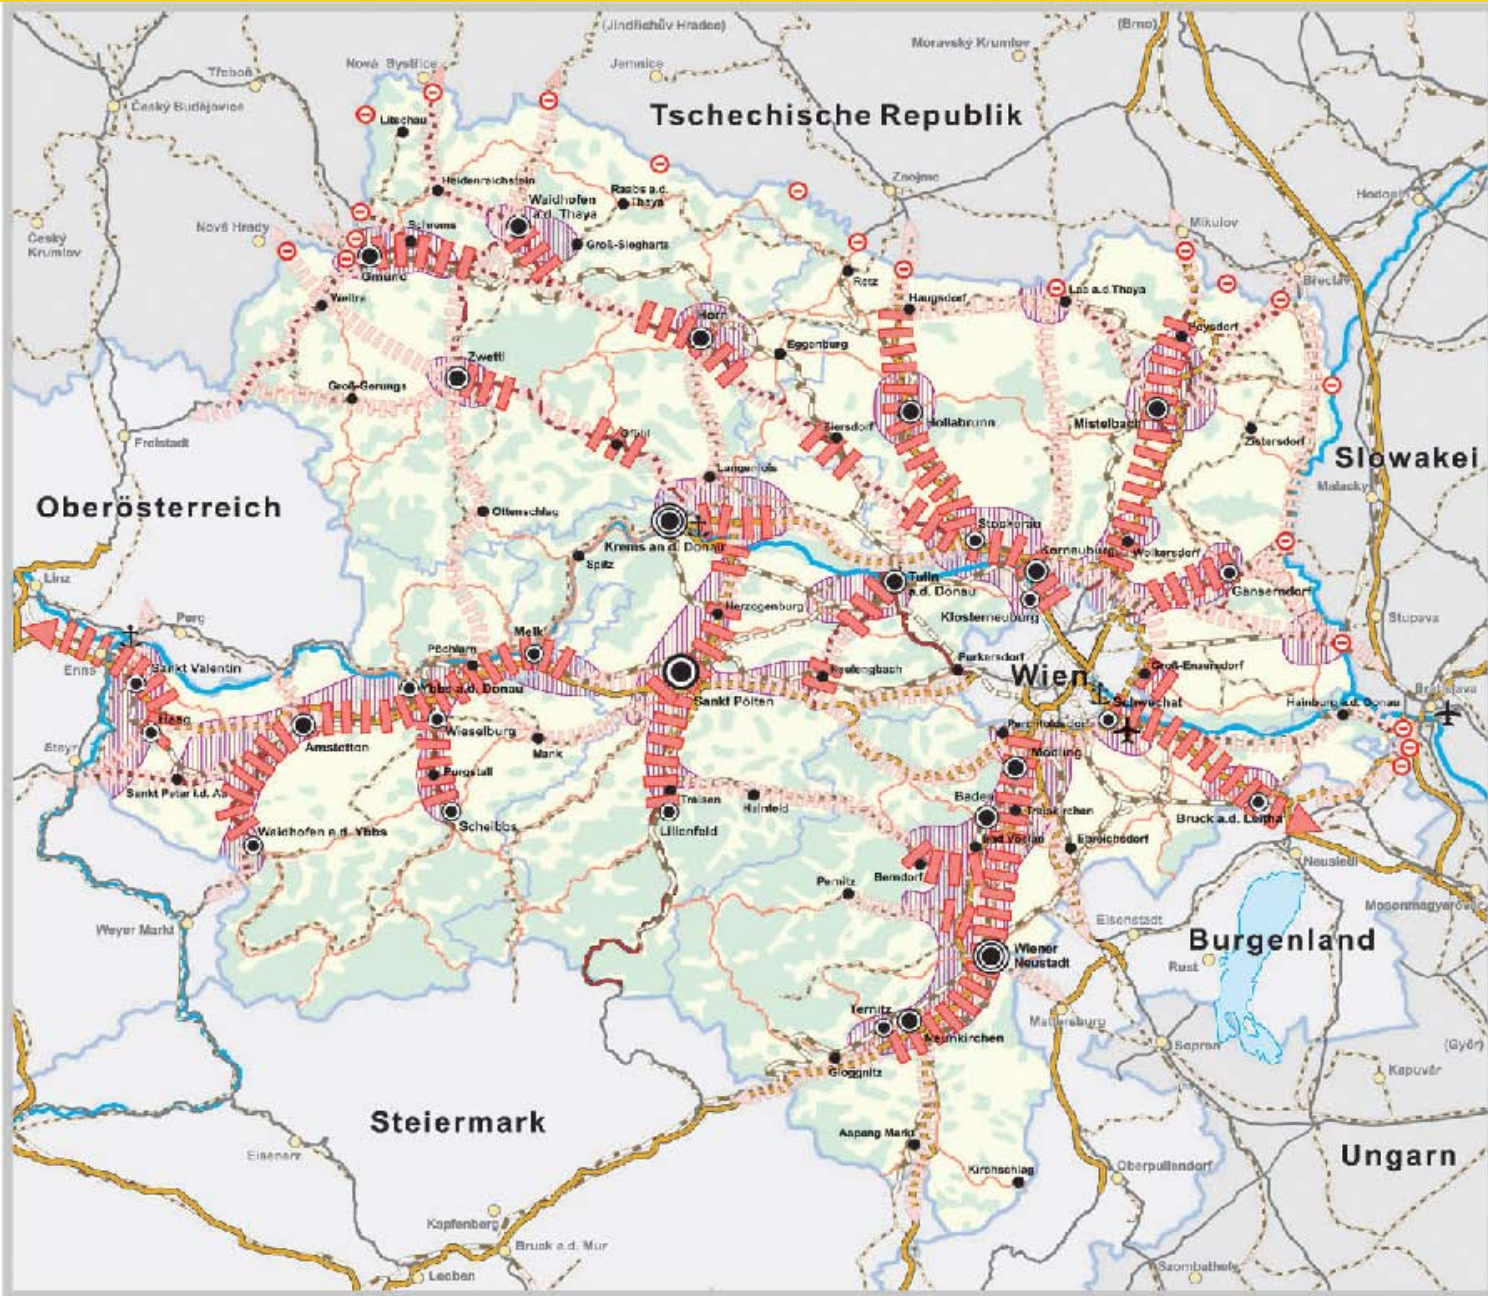 (Jindřichův Hradec)
(Brno)
Moravský Krumlov
Nová Bystřice
Jemnice
Třeboň
Český Budějovice
Tschechische Republik
Litschau
Znojmo
Heidenreichstein
Raabs a.d.
Thaya
Waidhofen
a.d. Thaya
Hodonín
Nové Hrady
Schrems
Mikulov
Český
Krumlov
Groß-Siegharts
Gmünd
Retz
Břeclav
Weitra
Haugsdorf
Laa a.d.Thaya
Horn
Poysdorf
Eggenburg
Zwettl
Groß-Gerungs
Hollabrunn
Mistelbach
Freistadt
Gföhl
Ziersdorf
Zistersdorf
Slowakei
Langenlois
Malacky
Oberösterreich
Ottenschlag
Stockerau
Krems an d. Donau
Korneuburg
Wolkersdorf
Spitz
Linz
Tulln
a.d. Donau
Gänserndorf
Herzogenburg
Klosterneuburg
Perg
Stupava
Melk
Pöchlarn
Enns
Sankt Valentin
Neulengbach
Purkersdorf
Groß-Enzersdorf
Wien
Ybbs a.d. Donau
Bratislava
Sankt Pölten
Schwechat
Hainburg a.d. Donau
Haag
Perchtoldsdorf
Wieselburg
Steyr
Amstetten
Mank
Mödling
Purgstall
Sankt Peter i.d. Au
Traisen
Hainfeld
Baden
Traiskirchen
Bruck a.d. Leitha
Scheibbs
Waidhofen a.d. Ybbs
Lilienfeld
Bad Vöslau
Ebreichsdorf
Neusiedl
Berndorf
Pernitz
Mosonmagyaróvár
Weyer Markt
Eisenstadt
Burgenland
Wiener
Neustadt
Rust
Ternitz
Mattersburg
Neunkirchen
Sopron
(Győr)
Gloggnitz
Kapuvár
Steiermark
Aspang Markt
Eisenerz
Ungarn
Kirchschlag
Oberpullendorf
Kapfenberg
Bruck a.d. Mur
Szombathely
Leoben